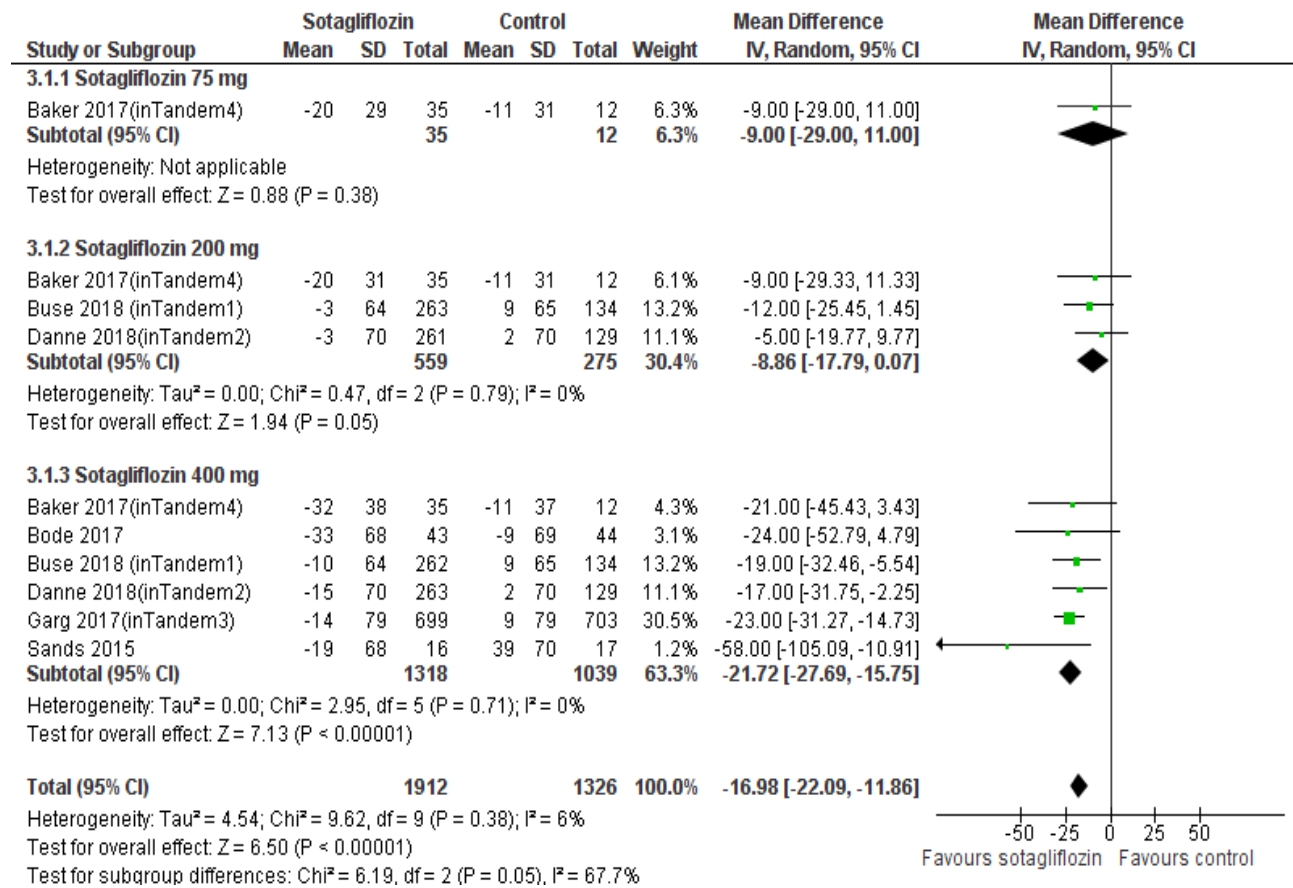 Sotagliflozin Control Mean Difference Mean Difference
Study or Subgroup Mean SD Total Mean SD Total Weight IV, Random, 95% CI IV, Random, 95% CI
3.1.1 Sotagliflozin 75 mg
Baker 2017(inTandem4) -20 29 35 -11 31 12 6.3% -9.00 [-29.00, 11.00]
Subtotal (95% CI) 35 12 6.3% -9.00 [-29.00, 11.00]
Heterogeneity: Not applicable
Test for overall effect: Z = 0.88 (P = 0.38)
3.1.2 Sotagliflozin 200 mg
Baker 2017(inTandem4) -20 31 35 -11 31 12 6.1% -9.00 [-29.33, 11.33]
Buse 2018 (inTandem1) -3 64 263 9 65 134 13.2% -12.00 [-25.45, 1.45]
Danne 2018(inTandem2) -3 70 261 2 70 129 11.1% -5.00 [-19.77, 9.77]
Subtotal (95% CI) 559 275 30.4% -8.86 [-17.79, 0.07]
Heterogeneity: Tau² = 0.00; Chi² = 0.47, df = 2 (P = 0.79); I² = 0%
Test for overall effect: Z = 1.94 (P = 0.05)
3.1.3 Sotagliflozin 400 mg
Baker 2017(inTandem4) -32 38 35 -11 37 12 4.3% -21.00 [-45.43, 3.43]
Bode 2017 -33 68 43 -9 69 44 3.1% -24.00 [-52.79, 4.79]
Buse 2018 (inTandem1) -10 64 262 9 65 134 13.2% -19.00 [-32.46, -5.54]
Danne 2018(inTandem2) -15 70 263 2 70 129 11.1% -17.00 [-31.75, -2.25]
Garg 2017(inTandem3) -14 79 699 9 79 703 30.5% -23.00 [-31.27, -14.73]
Sands 2015 -19 68 16 39 70 17 1.2% -58.00 [-105.09, -10.91]
Subtotal (95% CI) 1318 1039 63.3% -21.72 [-27.69, -15.75]
Heterogeneity: Tau² = 0.00; Chi² = 2.95, df = 5 (P = 0.71); I² = 0%
Test for overall effect: Z = 7.13 (P < 0.00001)
Total (95% CI) 1912 1326 100.0% -16.98 [-22.09, -11.86]
Heterogeneity: Tau² = 4.54; Chi² = 9.62, df = 9 (P = 0.38); I² = 6%
Test for overall effect: Z = 6.50 (P < 0.00001)
Test for subgroup differences: Chi² = 6.19, df = 2 (P = 0.05), I² = 67.7%
-50 -25 0 25 50
Favours sotagliflozin Favours control